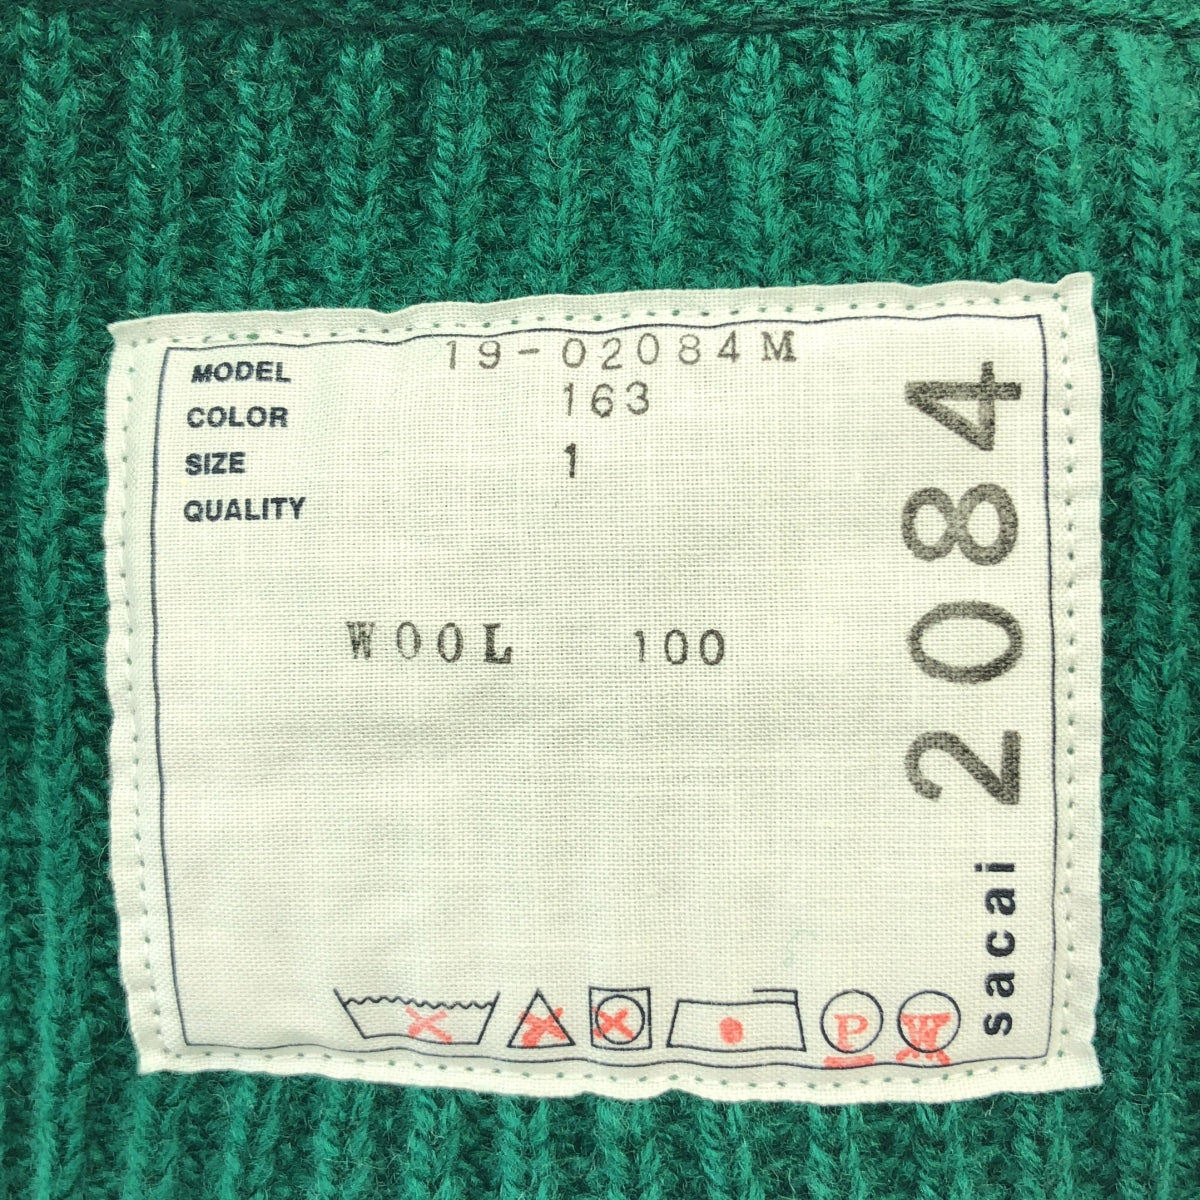 MODEL 19-02084M
COLOR 163
SIZE 1
QUALITY
WOOL 100
P W
sacai 2084